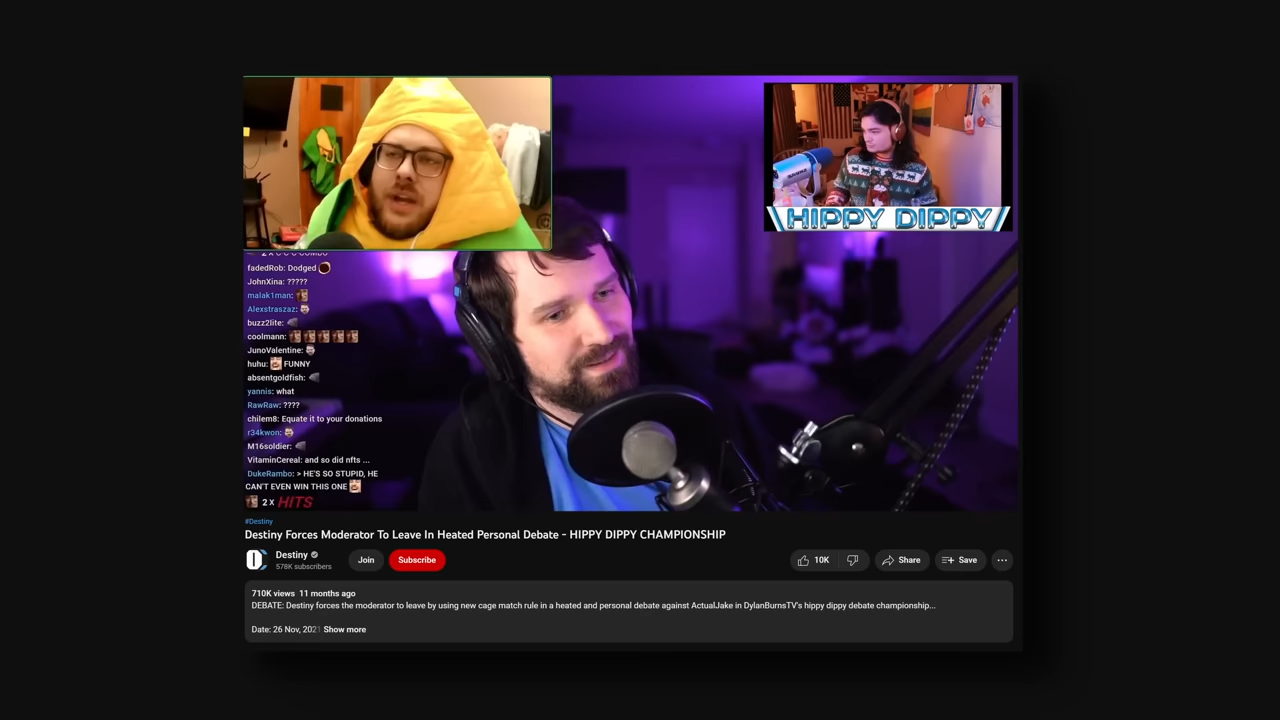 HIPPY DIPPY
fadedRob: Dodged
JohnXina: ?????
malak1man:
Alexstraszaz:
buzz2lite:
coolmann:
JunoValentine:
huhu: FUNNY
absentgoldfish:
yannis: what
RawRaw: ????
chilem8: Equate it to your donations
r34kwon:
M16soldier:
VitaminCereal: and so did nfts ...
DukeRambo: > HE'S SO STUPID, HE
CAN'T EVEN WIN THIS ONE
2 X HITS
#Destiny
Destiny Forces Moderator To Leave In Heated Personal Debate - HIPPY DIPPY CHAMPIONSHIP
Destiny
578K subscribers
Join
Subscribe
10K
Share
Save
710K views 11 months ago
DEBATE: Destiny forces the moderator to leave by using new cage match rule in a heated and personal debate against ActualJake in DylanBurnsTV's hippy dippy debate championship...
Date: 26 Nov, 2021 Show more